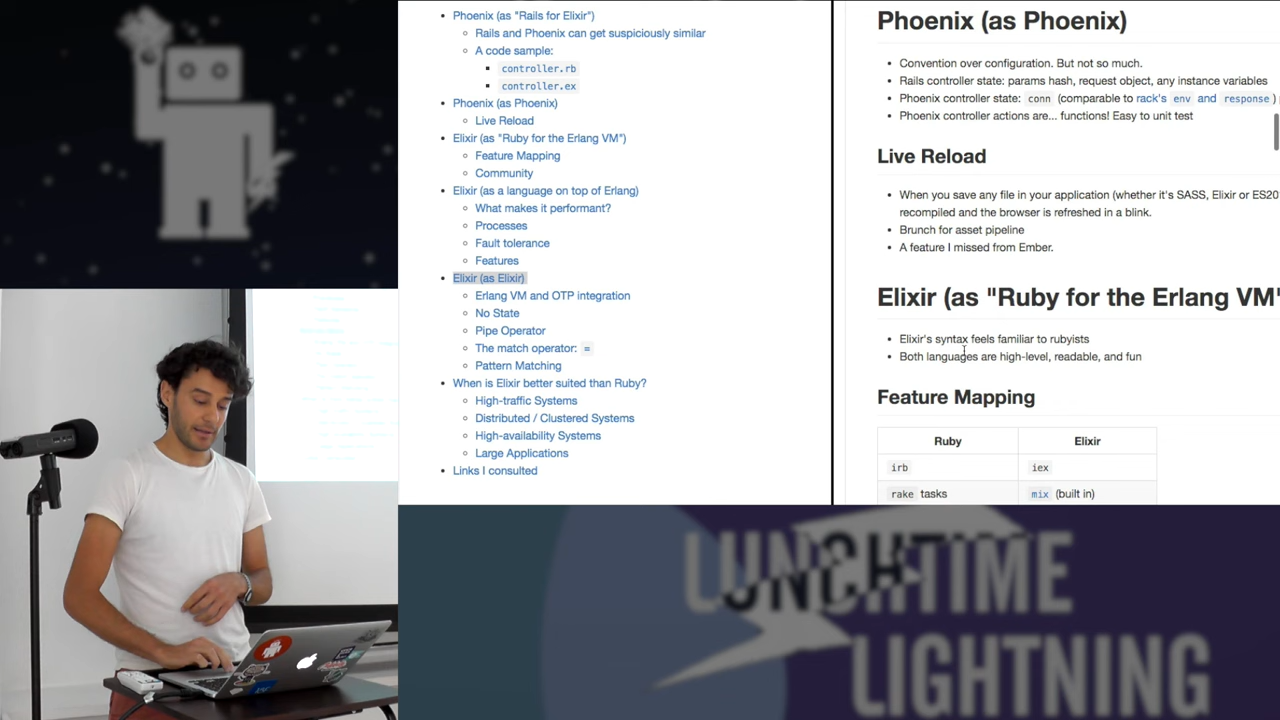 Phoenix (as "Rails for Elixir")
Rails and Phoenix can get suspiciously similar
A code sample:
controller.rb
controller.ex
Phoenix (as Phoenix)
Live Reload
Elixir (as "Ruby for the Erlang VM")
Feature Mapping
Community
Elixir (as a language on top of Erlang)
What makes it performant?
Processes
Fault tolerance
Features
Elixir (as Elixir)
Erlang VM and OTP integration
No State
Pipe Operator
The match operator: =
Pattern Matching
When is Elixir better suited than Ruby?
High-traffic Systems
Distributed / Clustered Systems
High-availability Systems
Large Applications
Links I consulted
Phoenix (as Phoenix)
Convention over configuration. But not so much.
Rails controller state: params hash, request object, any instance variables
Phoenix controller state: conn (comparable to rack's env and response)
Phoenix controller actions are... functions! Easy to unit test
Live Reload
When you save any file in your application (whether it's SASS, Elixir or ES20
recompiled and the browser is refreshed in a blink.
Brunch for asset pipeline
A feature I missed from Ember.
Elixir (as "Ruby for the Erlang VM"
Elixir's syntax feels familiar to rubyists
Both languages are high-level, readable, and fun
Feature Mapping
Ruby Elixir
irb iex
rake tasks mix (built in)
LUNCHTIME
LIGHTNING